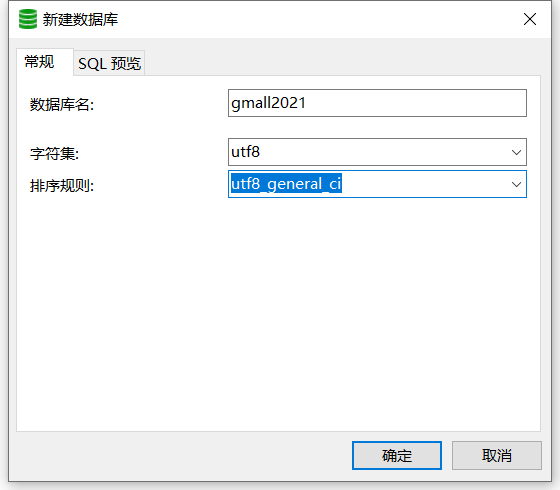 新建数据库
常规 SQL 预览
数据库名: gmall2021
字符集: utf8
排序规则: utf8_general_ci
确定 取消